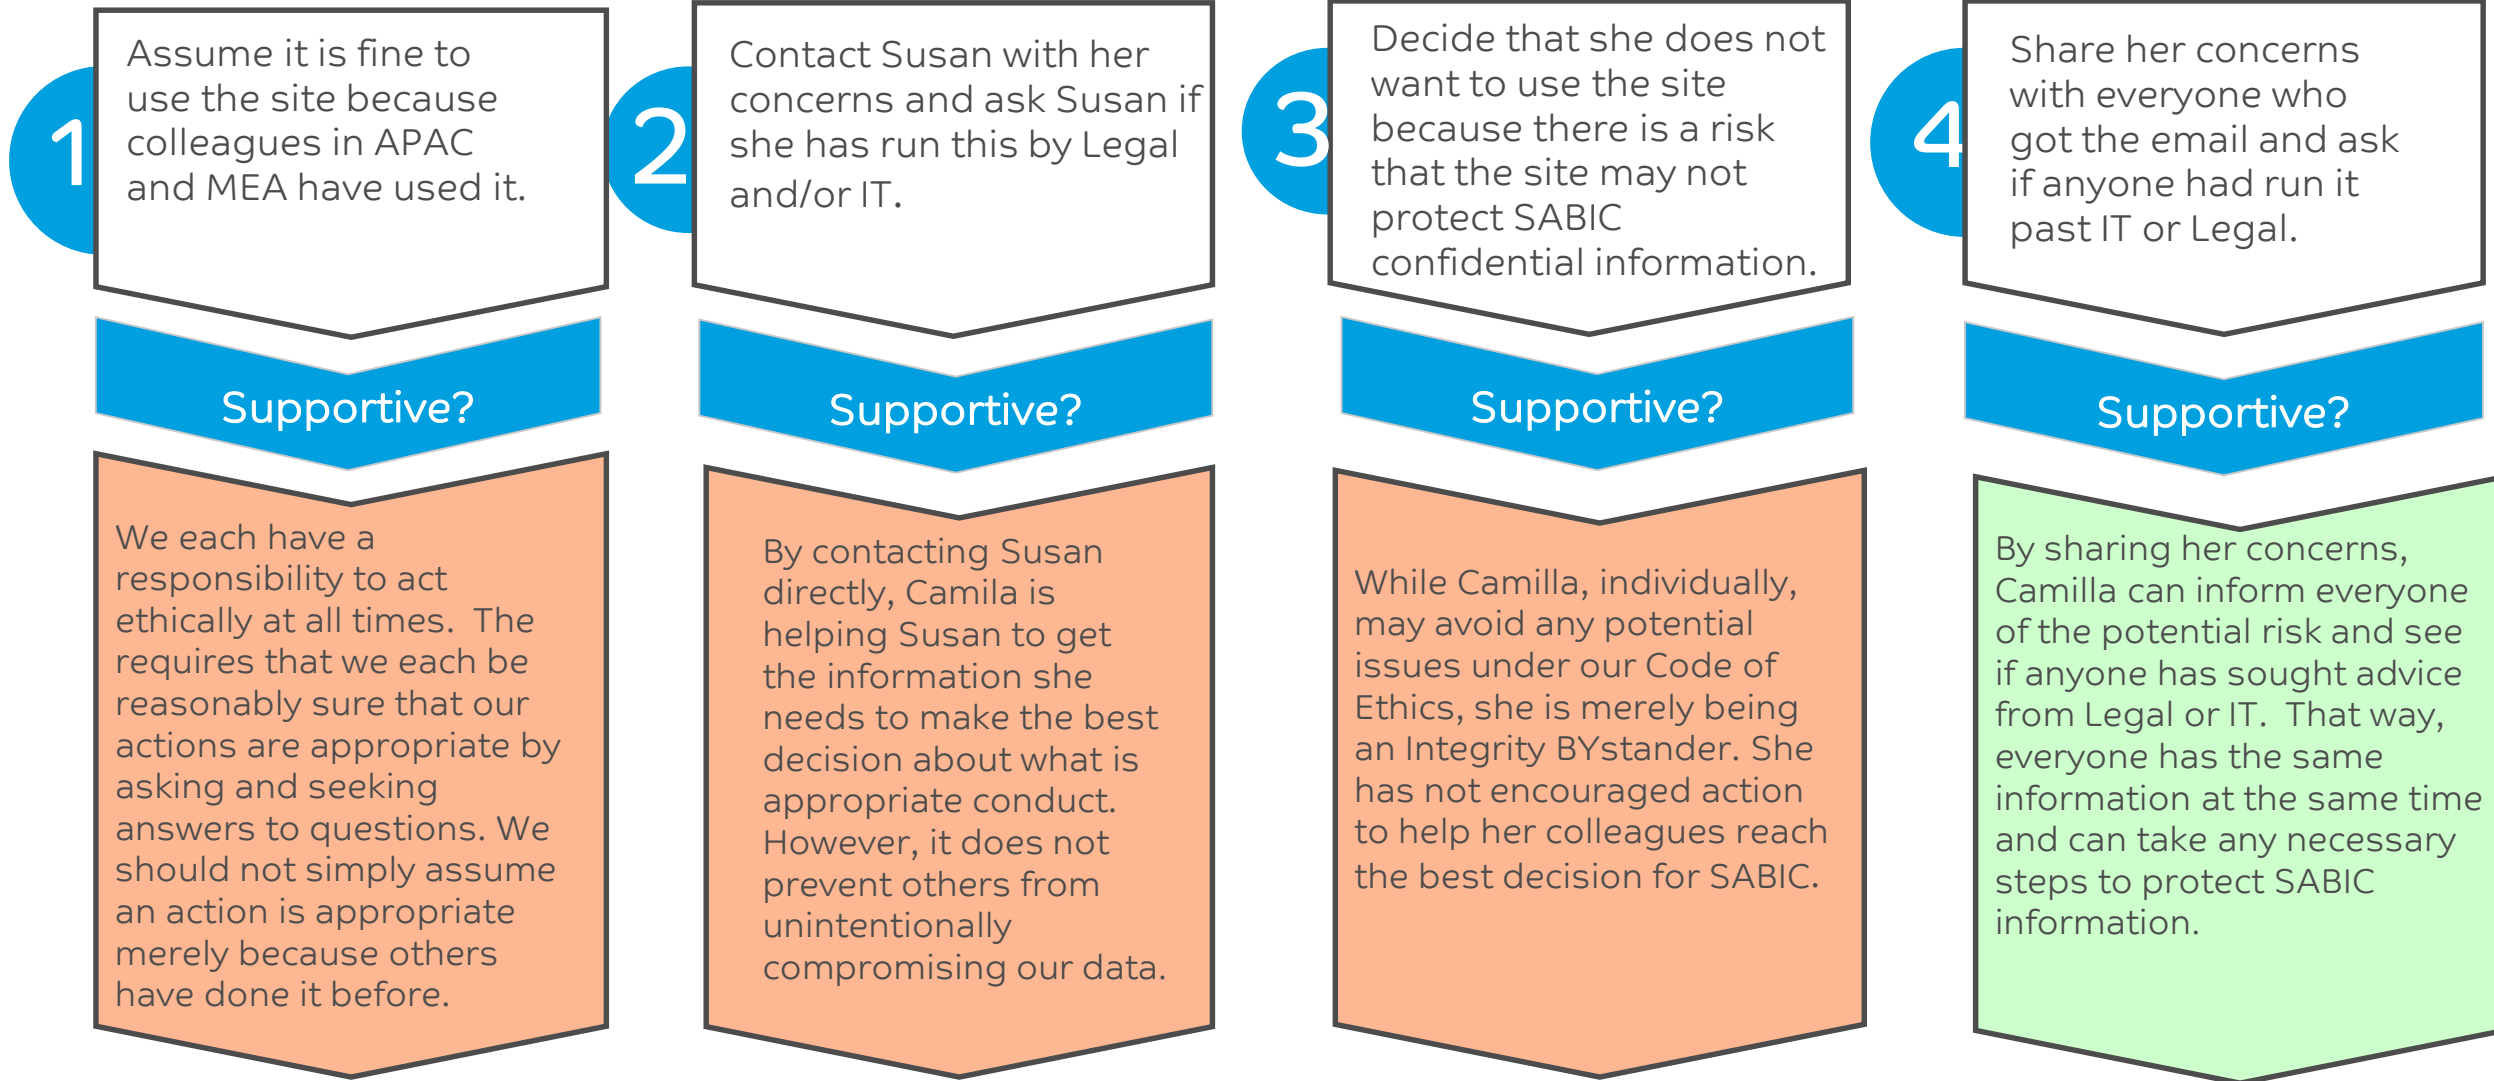 1
Assume it is fine to
use the site because
colleagues in APAC
and MEA have used it.
Supportive?
We each have a
responsibility to act
ethically at all times.  The
requires that we each be
reasonably sure that our
actions are appropriate by
asking and seeking
answers to questions. We
should not simply assume
an action is appropriate
merely because others
have done it before.
2
Contact Susan with her
concerns and ask Susan if
she has run this by Legal
and/or IT.
Supportive?
By contacting Susan
directly, Camila is
helping Susan to get
the information she
needs to make the best
decision about what is
appropriate conduct.
However, it does not
prevent others from
unintentionally
compromising our data.
3
Decide that she does not
want to use the site
because there is a risk
that the site may not
protect SABIC
confidential information.
Supportive?
While Camilla, individually,
may avoid any potential
issues under our Code of
Ethics, she is merely being
an Integrity BYstander. She
has not encouraged action
to help her colleagues reach
the best decision for SABIC.
4
Share her concerns
with everyone who
got the email and ask
if anyone had run it
past IT or Legal.
Supportive?
By sharing her concerns,
Camilla can inform everyone
of the potential risk and see
if anyone has sought advice
from Legal or IT.  That way,
everyone has the same
information at the same time
and can take any necessary
steps to protect SABIC
information.